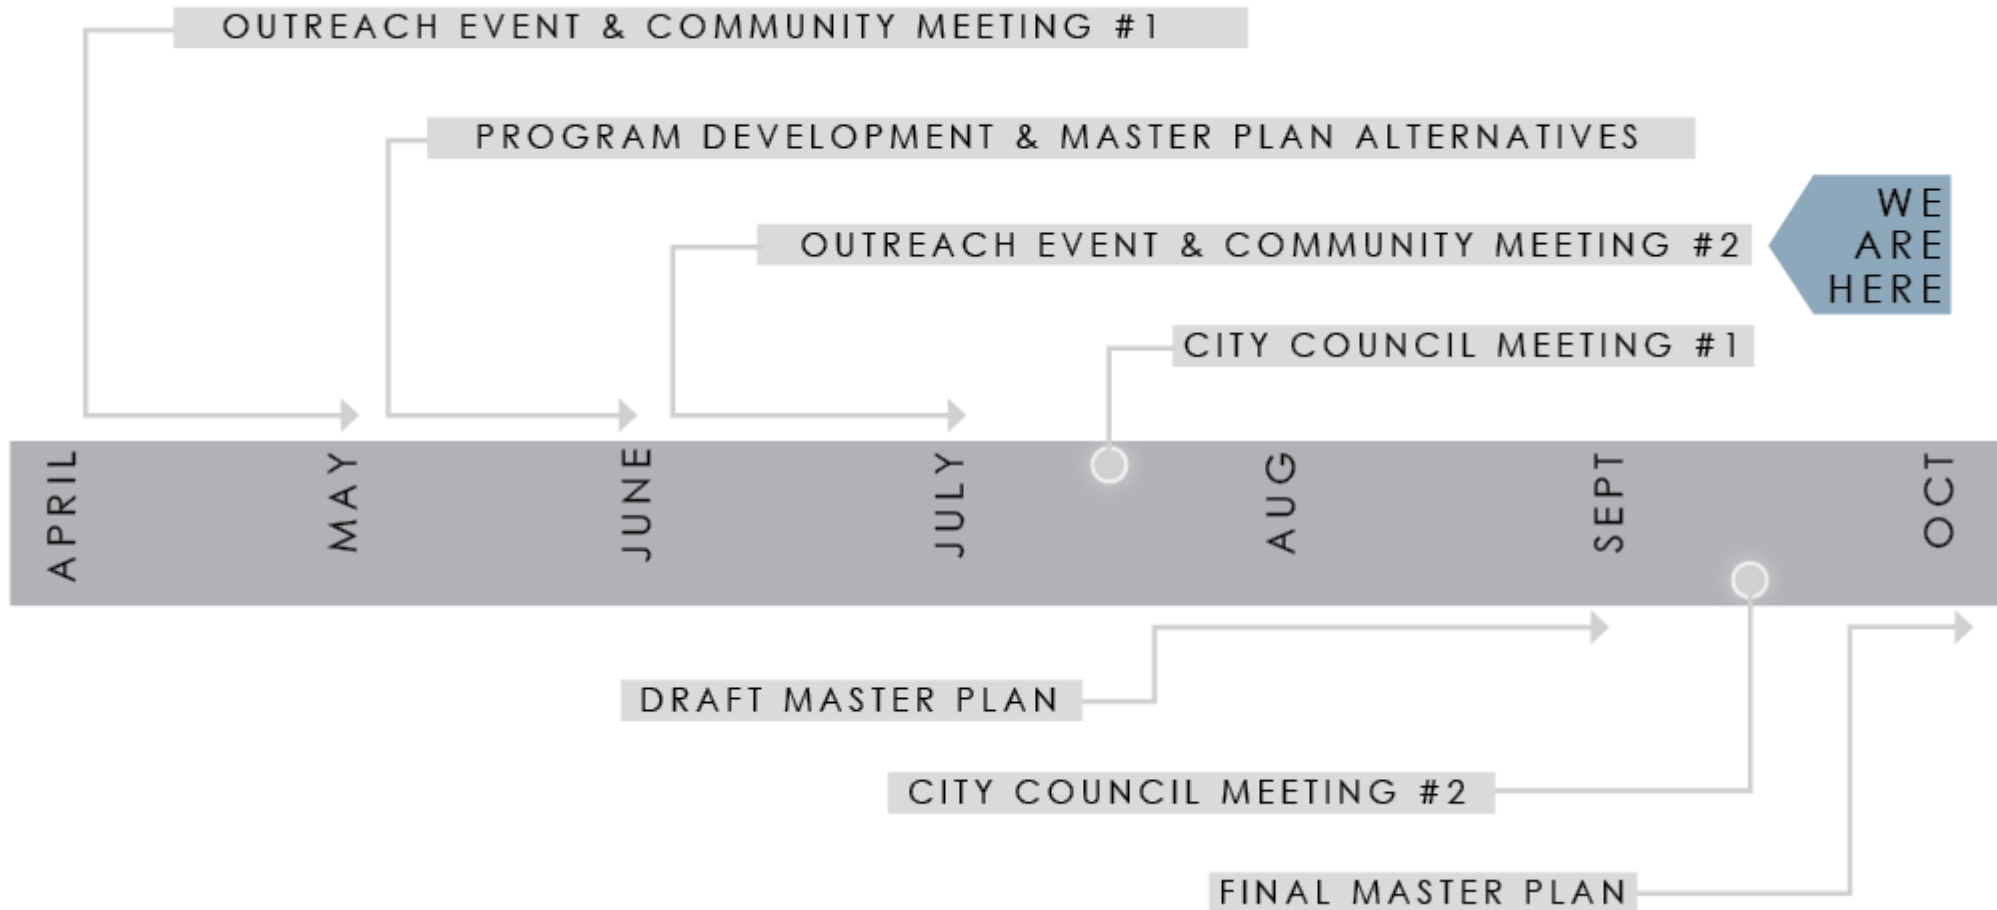 OUTREACH EVENT & COMMUNITY MEETING #1
PROGRAM DEVELOPMENT & MASTER PLAN ALTERNATIVES
OUTREACH EVENT & COMMUNITY MEETING #2
WE
ARE
HERE
CITY COUNCIL MEETING #1
APRIL
MAY
JUNE
JULY
AUG
SEPT
OCT
DRAFT MASTER PLAN
CITY COUNCIL MEETING #2
FINAL MASTER PLAN